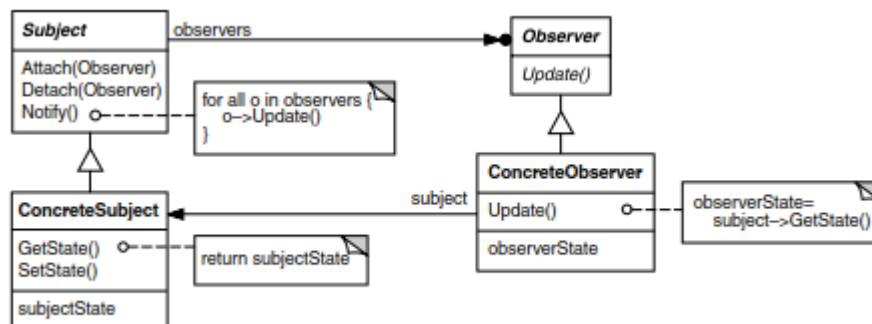 Subject
observers
Observer
Attach(Observer)
Detach(Observer)
Notify()
Update()
for all o in observers {
o–>Update()
}
ConcreteSubject
subject
ConcreteObserver
GetState()
SetState()
return subjectState
Update()
observerState=
subject–>GetState()
observerState
subjectState